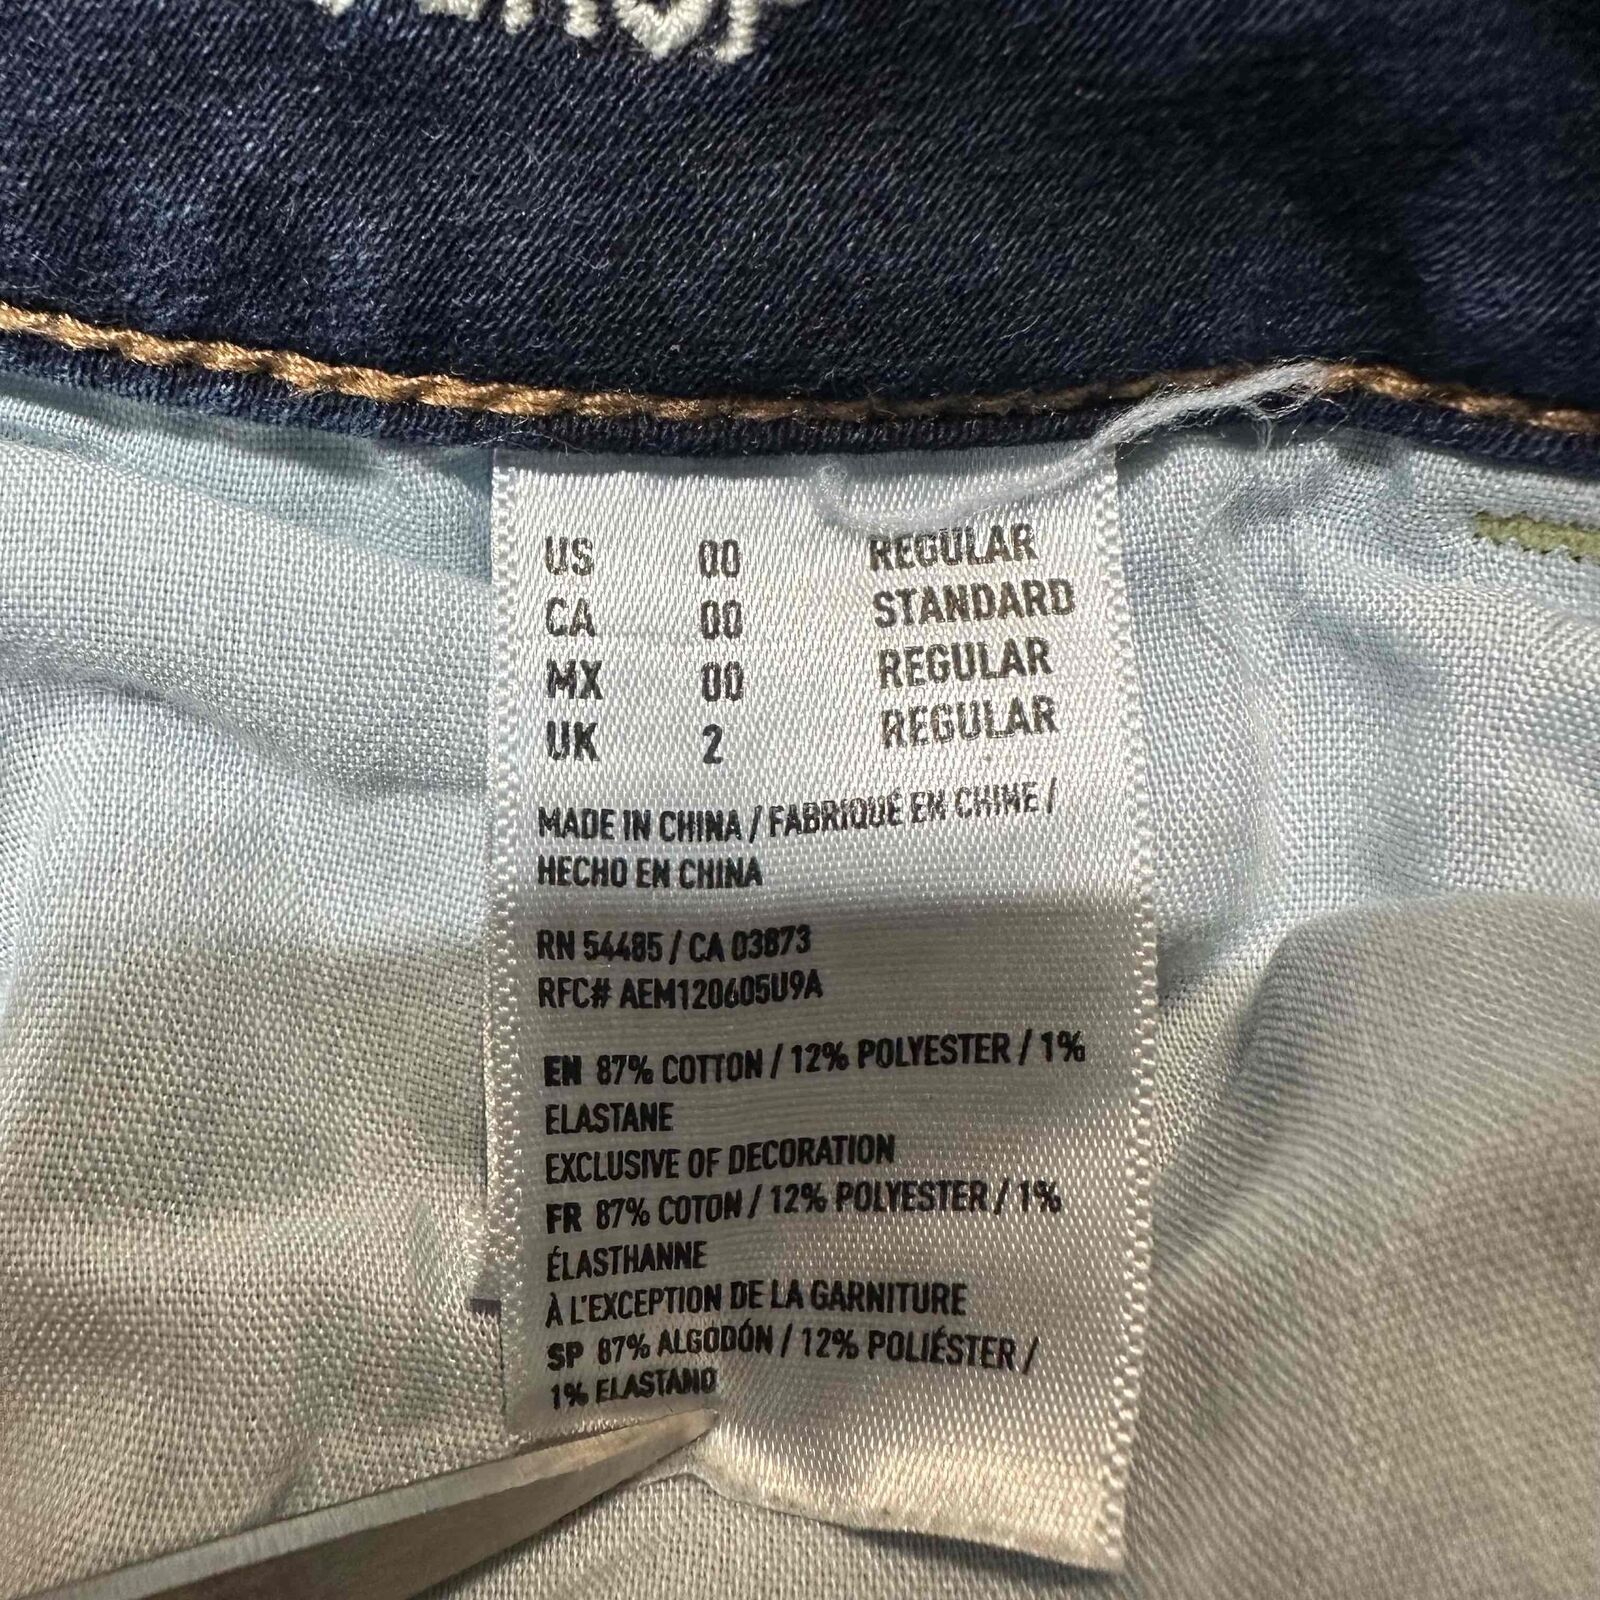 US 00 REGULAR
CA 00 STANDARD
MX 00 REGULAR
UK 2 REGULAR
MADE IN CHINA / FABRIQUÉ EN CHINE /
HECHO EN CHINA
RN 54485 / CA 03873
RFC# AEM120605U9A
EN 87% COTTON / 12% POLYESTER / 1%
ELASTANE
EXCLUSIVE OF DECORATION
FR 87% COTON / 12% POLYESTER / 1%
ÉLASTHANNE
À L'EXCEPTION DE LA GARNITURE
SP 87% ALGODÓN / 12% POLIÉSTER /
1% ELASTANO